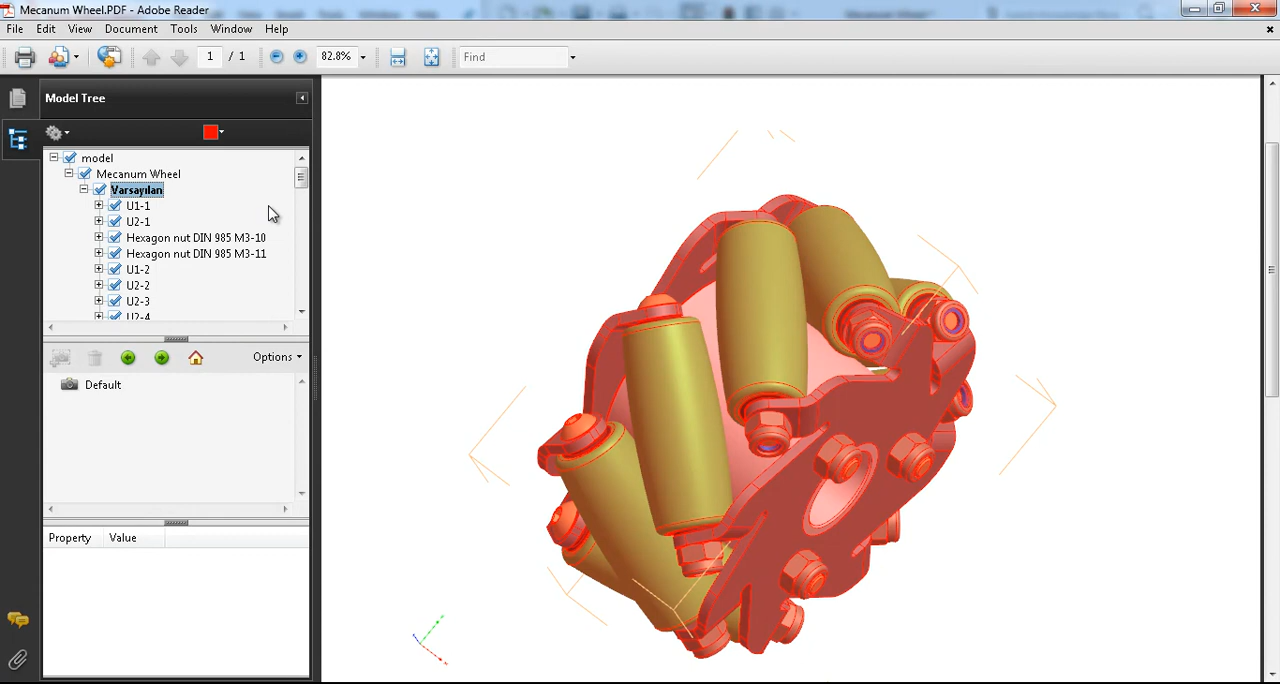 Mecanum Wheel.PDF - Adobe Reader
File Edit View Document Tools Window Help
1 / 1 82.8% Find
Model Tree
model
Mecanum Wheel
Varsayılan
U1-1
U2-1
Hexagon nut DIN 985 M3-10
Hexagon nut DIN 985 M3-11
U1-2
U2-2
U2-3
U2-4
Options
Default
Property Value